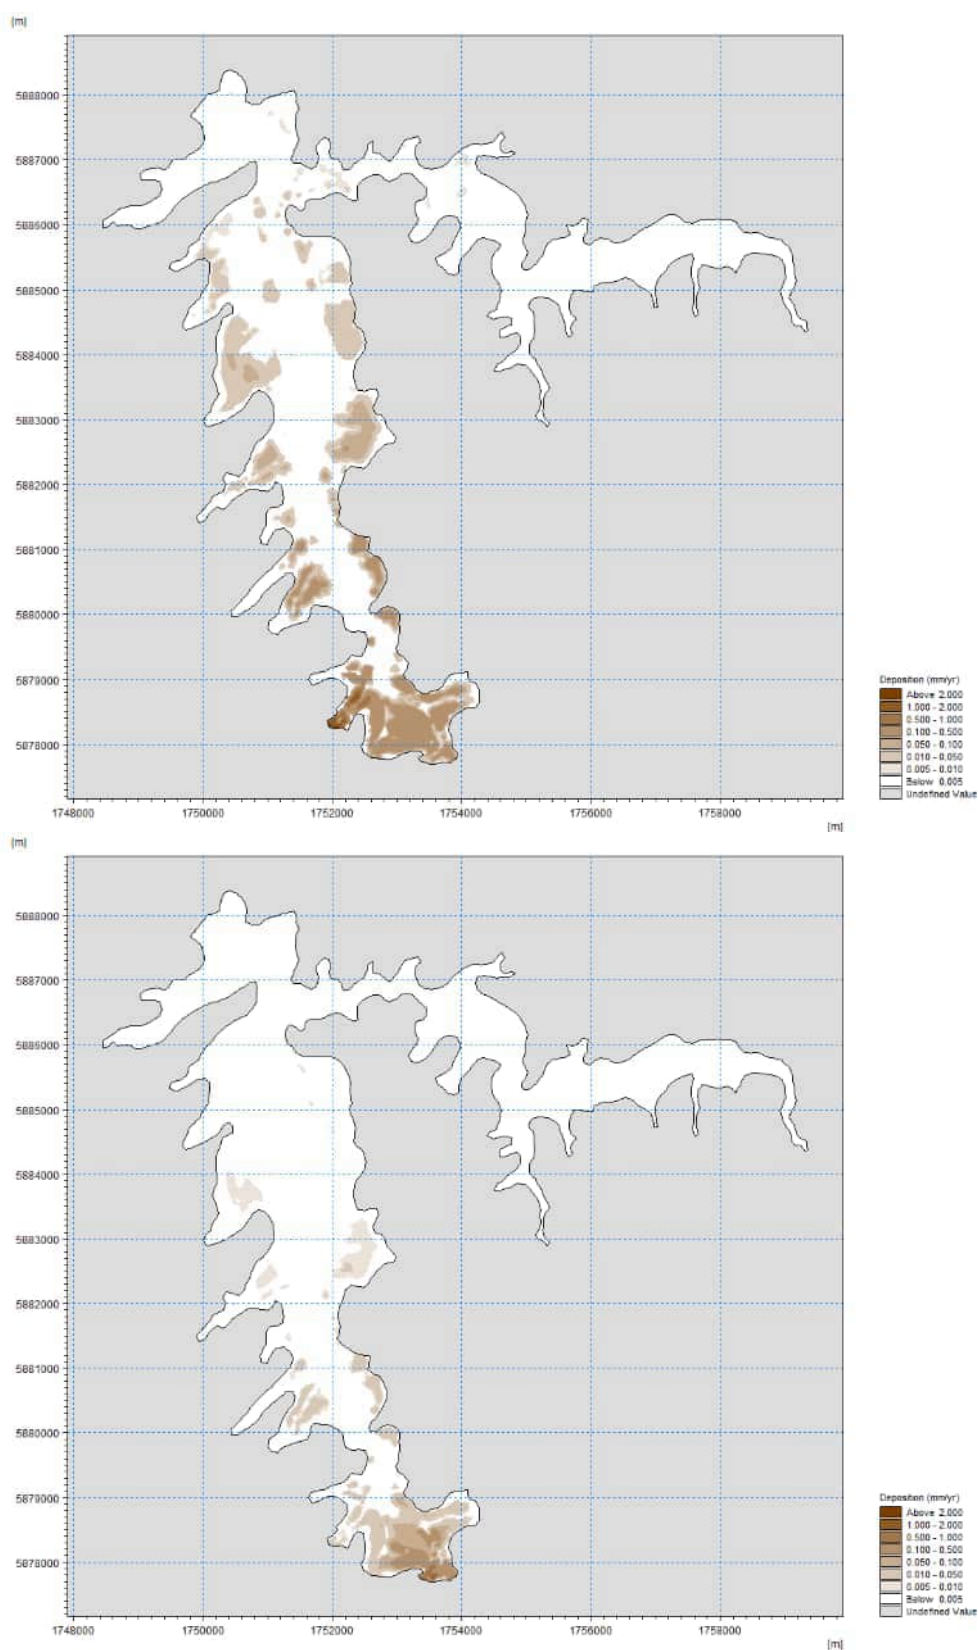 [m]
5888000
5887000
5886000
5885000
5884000
5883000
5882000
5881000
5880000
5879000
5878000
1748000 1750000 1752000 1754000 1756000 1758000
[m]
Deposition (mm/yr)
Above 2.000
1.000 - 2.000
0.500 - 1.000
0.100 - 0.500
0.050 - 0.100
0.010 - 0.050
0.005 - 0.010
Below 0.005
Undefined Value
[m]
5888000
5887000
5886000
5885000
5884000
5883000
5882000
5881000
5880000
5879000
5878000
1748000 1750000 1752000 1754000 1756000 1758000
[m]
Deposition (mm/yr)
Above 2.000
1.000 - 2.000
0.500 - 1.000
0.100 - 0.500
0.050 - 0.100
0.010 - 0.050
0.005 - 0.010
Below 0.005
Undefined Value